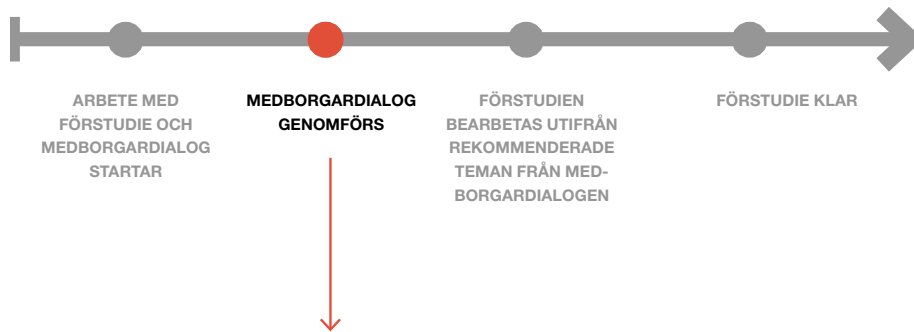 ARBETE MED
FÖRSTUDIE OCH
MEDBORGARDIALOG
STARTAR
MEDBORGARDIALOG
GENOMFÖRS
FÖRSTUDIEN
BEARBETAS UTIFRÅN
REKOMMENDERADE
TEMAN FRÅN MED-
BORGARDIALOGEN
FÖRSTUDIE KLAR